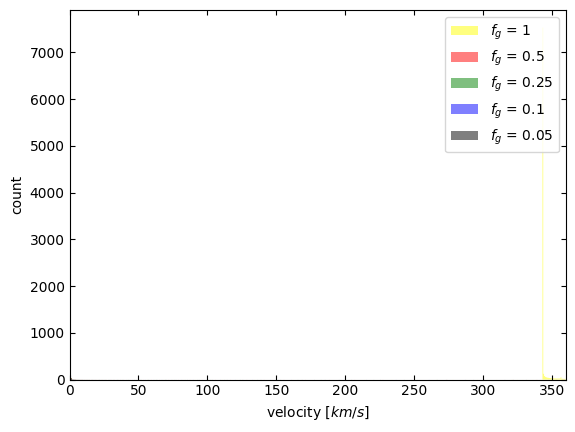 f_g = 1
f_g = 0.5
f_g = 0.25
f_g = 0.1
f_g = 0.05
7000
6000
5000
4000
3000
2000
1000
0
count
0 50 100 150 200 250 300 350
velocity [km/s]